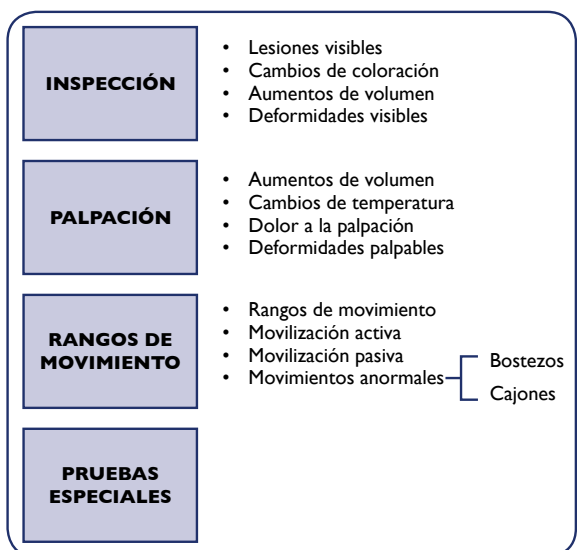 INSPECCIÓN
• Lesiones visibles
• Cambios de coloración
• Aumentos de volumen
• Deformidades visibles
PALPACIÓN
• Aumentos de volumen
• Cambios de temperatura
• Dolor a la palpación
• Deformidades palpables
RANGOS DE
MOVIMIENTO
• Rangos de movimiento
• Movilización activa
• Movilización pasiva
• Movimientos anormales
Bostezos
Cajones
PRUEBAS
ESPECIALES